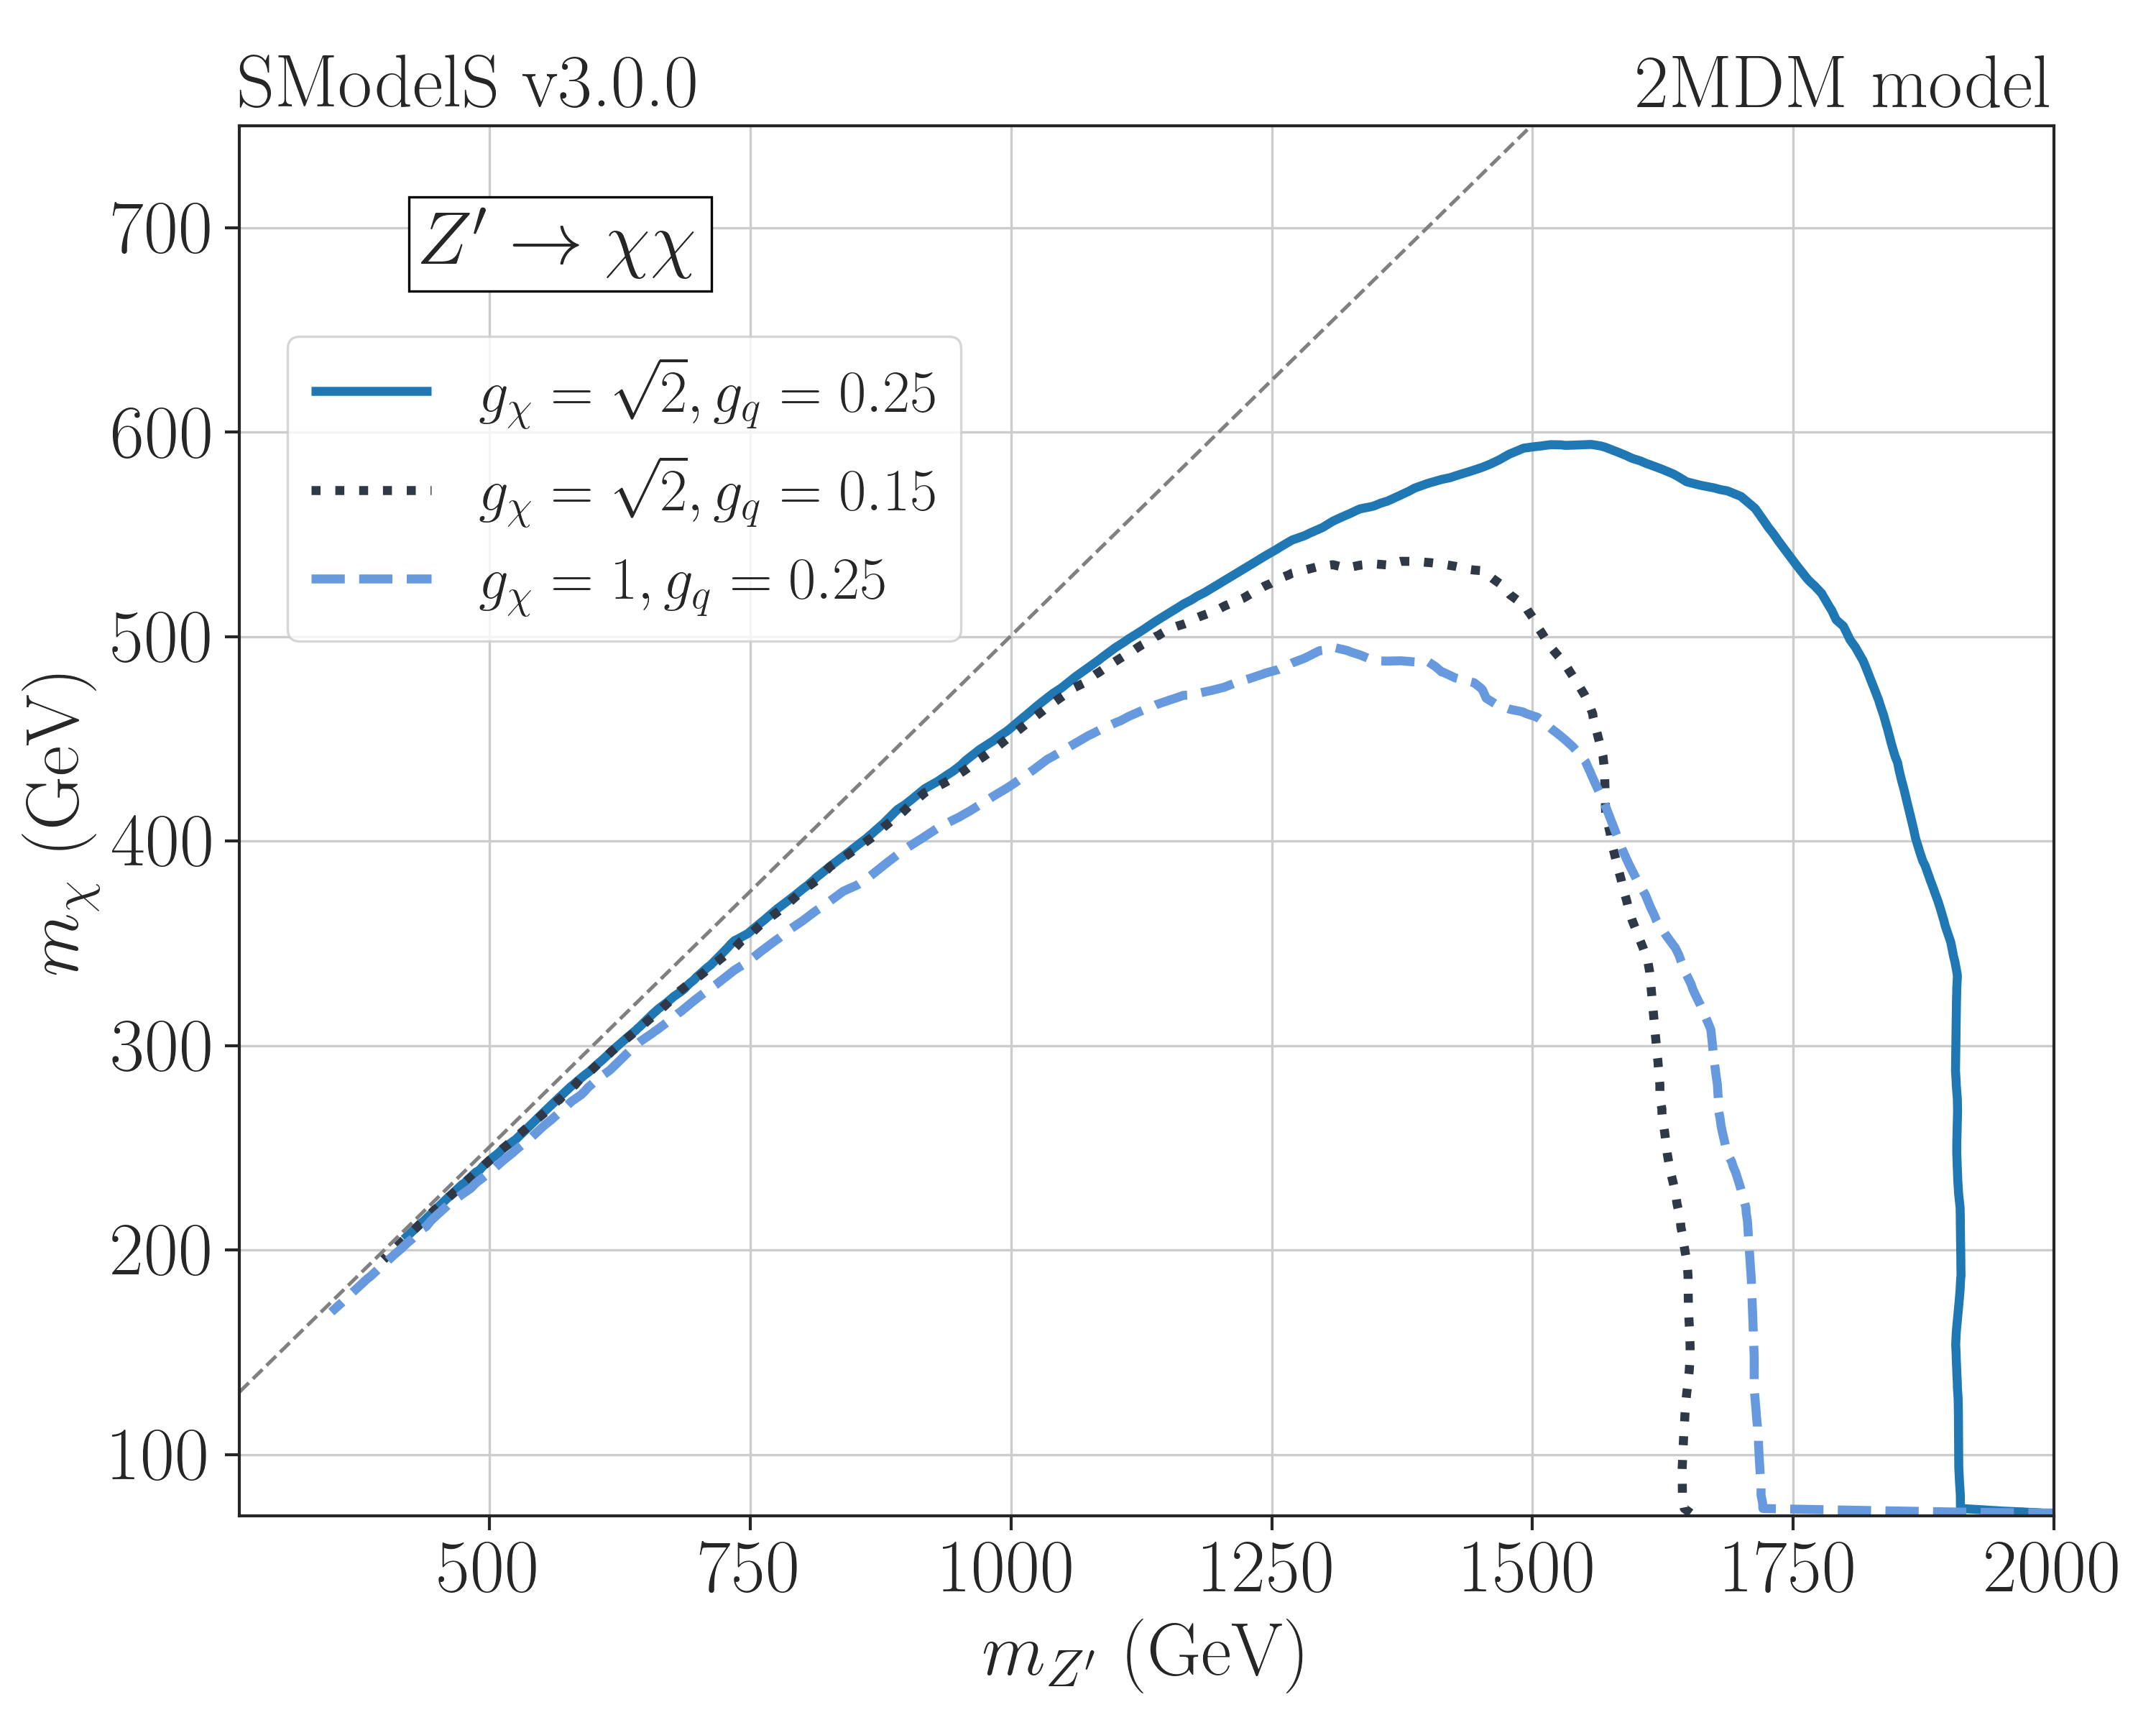 SModelS v3.0.0
2MDM model
Z′ → χχ
g_χ = √2, g_q = 0.25
g_χ = √2, g_q = 0.15
g_χ = 1, g_q = 0.25
700
600
500
400
300
200
100
m_χ (GeV)
500 750 1000 1250 1500 1750 2000
m_Z′ (GeV)